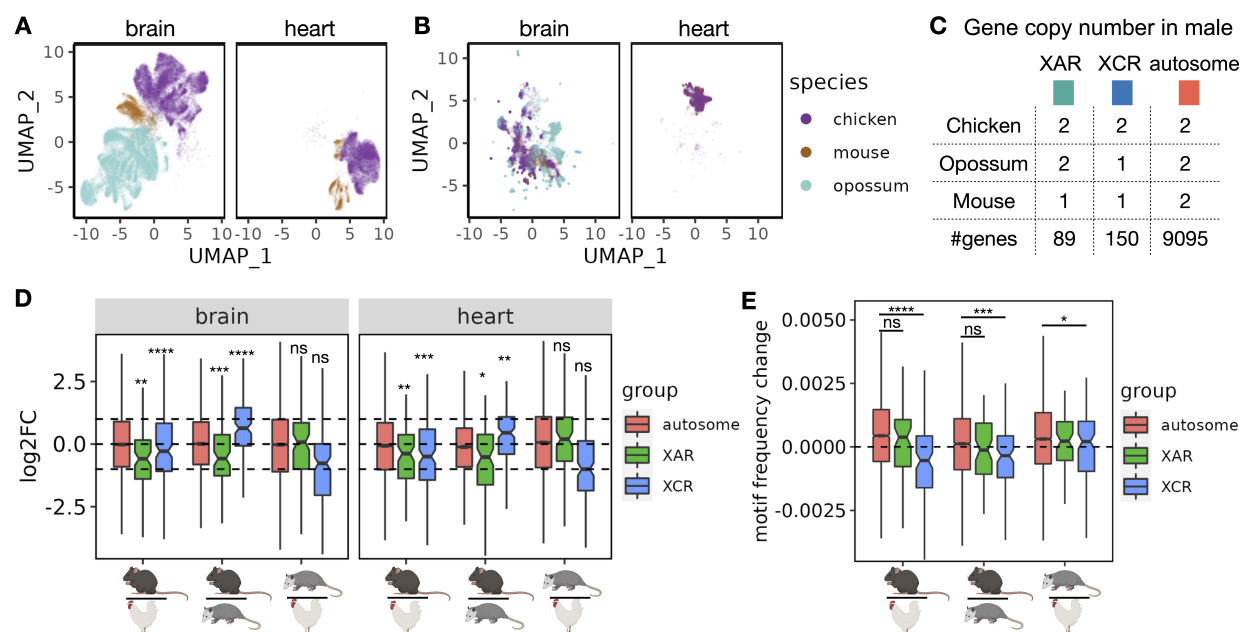 A
brain
heart
10
5
0
-5
UMAP_2
-10
-5
0
5
10
-10
-5
0
5
10
UMAP_1
B
brain
heart
10
5
0
-5
UMAP_2
-10
-5
0
5
10
-10
-5
0
5
10
UMAP_1
species
chicken
mouse
opossum
C Gene copy number in male
XAR XCR autosome
Chicken 2 2 2
Opossum 2 1 2
Mouse 1 1 2
#genes 89 150 9095
D
brain
heart
log2FC
2.5
0.0
-2.5
** **** *** **** ns ns
** *** * ** ns ns
group
autosome
XAR
XCR
E
motif frequency change
0.0050
0.0025
0.0000
-0.0025
****
ns
***
ns
*
group
autosome
XAR
XCR